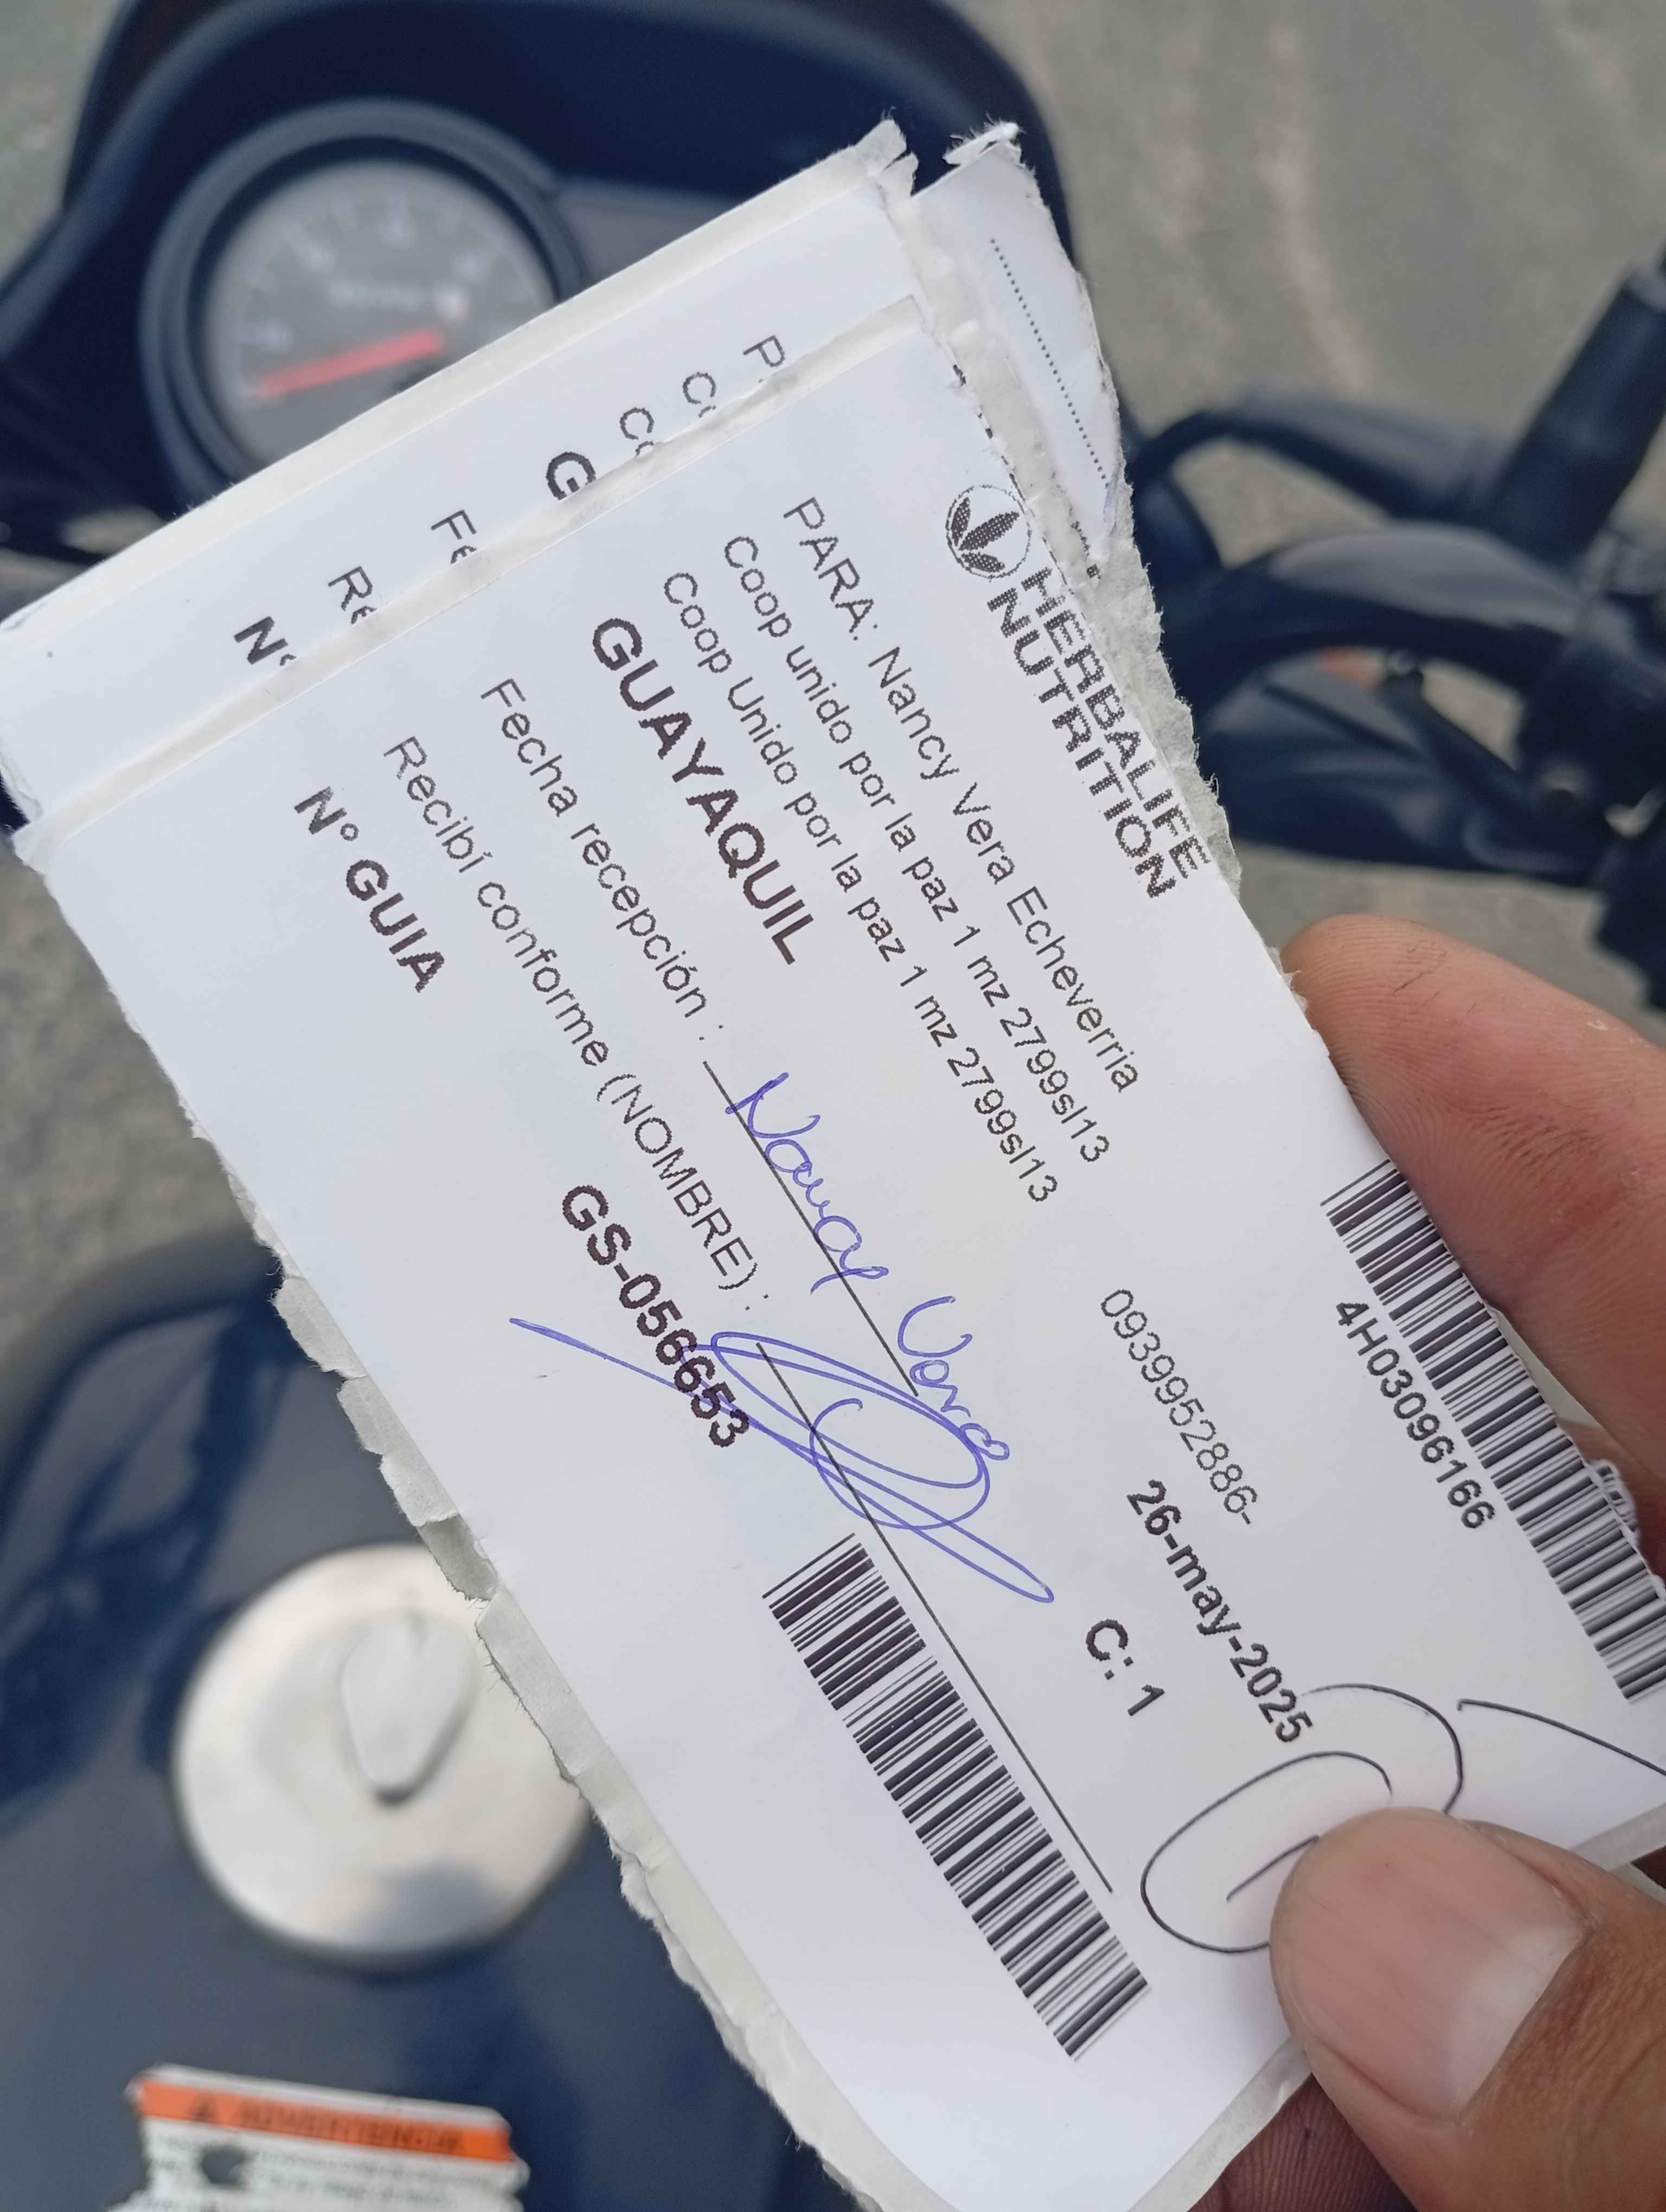 HERBALIFE
NUTRITION
4H03096166
PARA: Nancy Vera Echeverria
Coop unido por la paz 1 mz 2799sl13
Coop Unido por la paz 1 mz 2799sl13
0939952886-
GUAYAQUIL
26-may-2025
Fecha recepción :
Nancy Vera
C: 1
Recibí conforme (NOMBRE) :
Nº GUIA
GS-056653